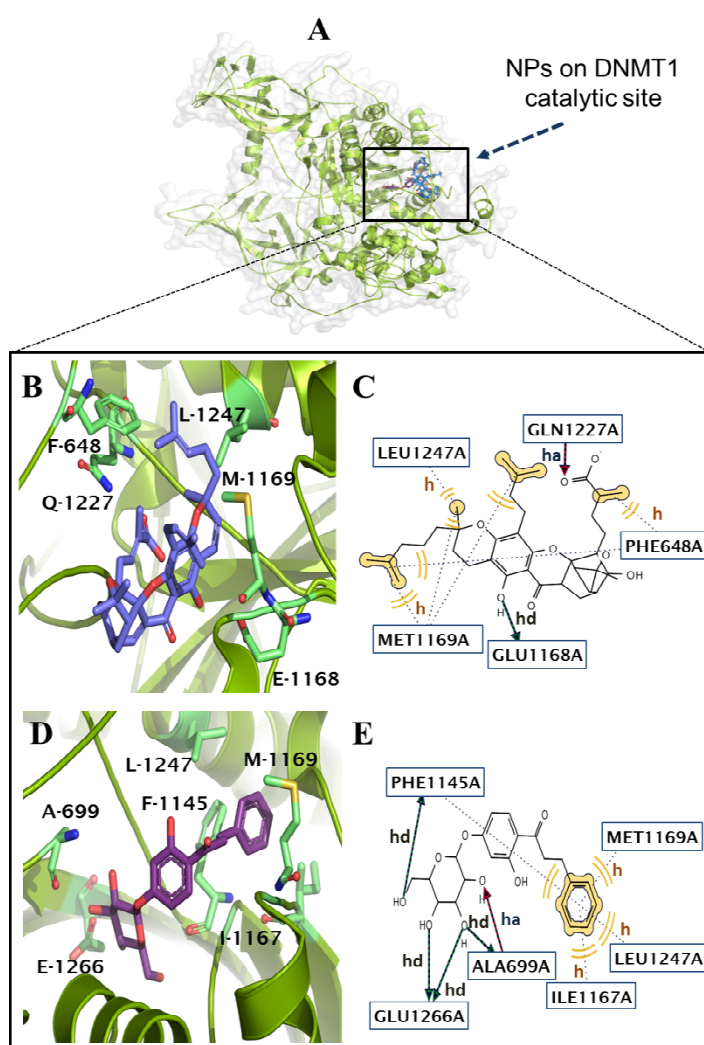 A
NPs on DNMT1
catalytic site
B
L-1247
F-648
M-1169
Q-1227
E-1168
C
GLN1227A
LEU1247A
ha
O⁻
O
h
h
O
O
O
PHE648A
OH
h
O
H
O
hd
MET1169A
GLU1168A
D
L-1247
M-1169
A-699
F-1145
I-1167
E-1266
E
PHE1145A
O
MET1169A
hd
O
h
O
OH
O
H
HO
HO
hd
O
H
ha
h
LEU1247A
hd
hd
ALA699A
h
ILE1167A
GLU1266A